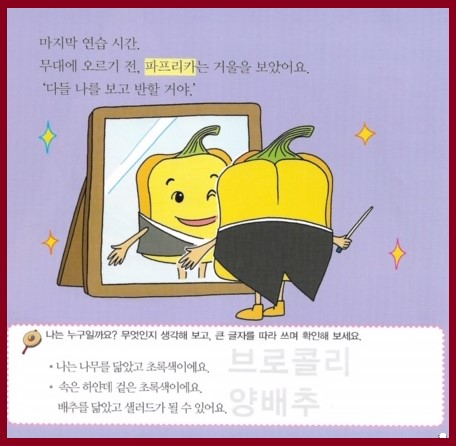 마지막 연습 시간.
무대에 오르기 전, 파프리카는 거울을 보았어요.
‘다들 나를 보고 반할 거야.’
나는 누구일까요? 무엇인지 생각해 보고, 큰 글자를 따라 쓰며 확인해 보세요.
• 나는 나무를 닮았고 초록색이에요. 브로콜리
• 속은 하얀데 겉은 초록색이에요.
배추를 닮았고 샐러드가 될 수 있어요. 양배추